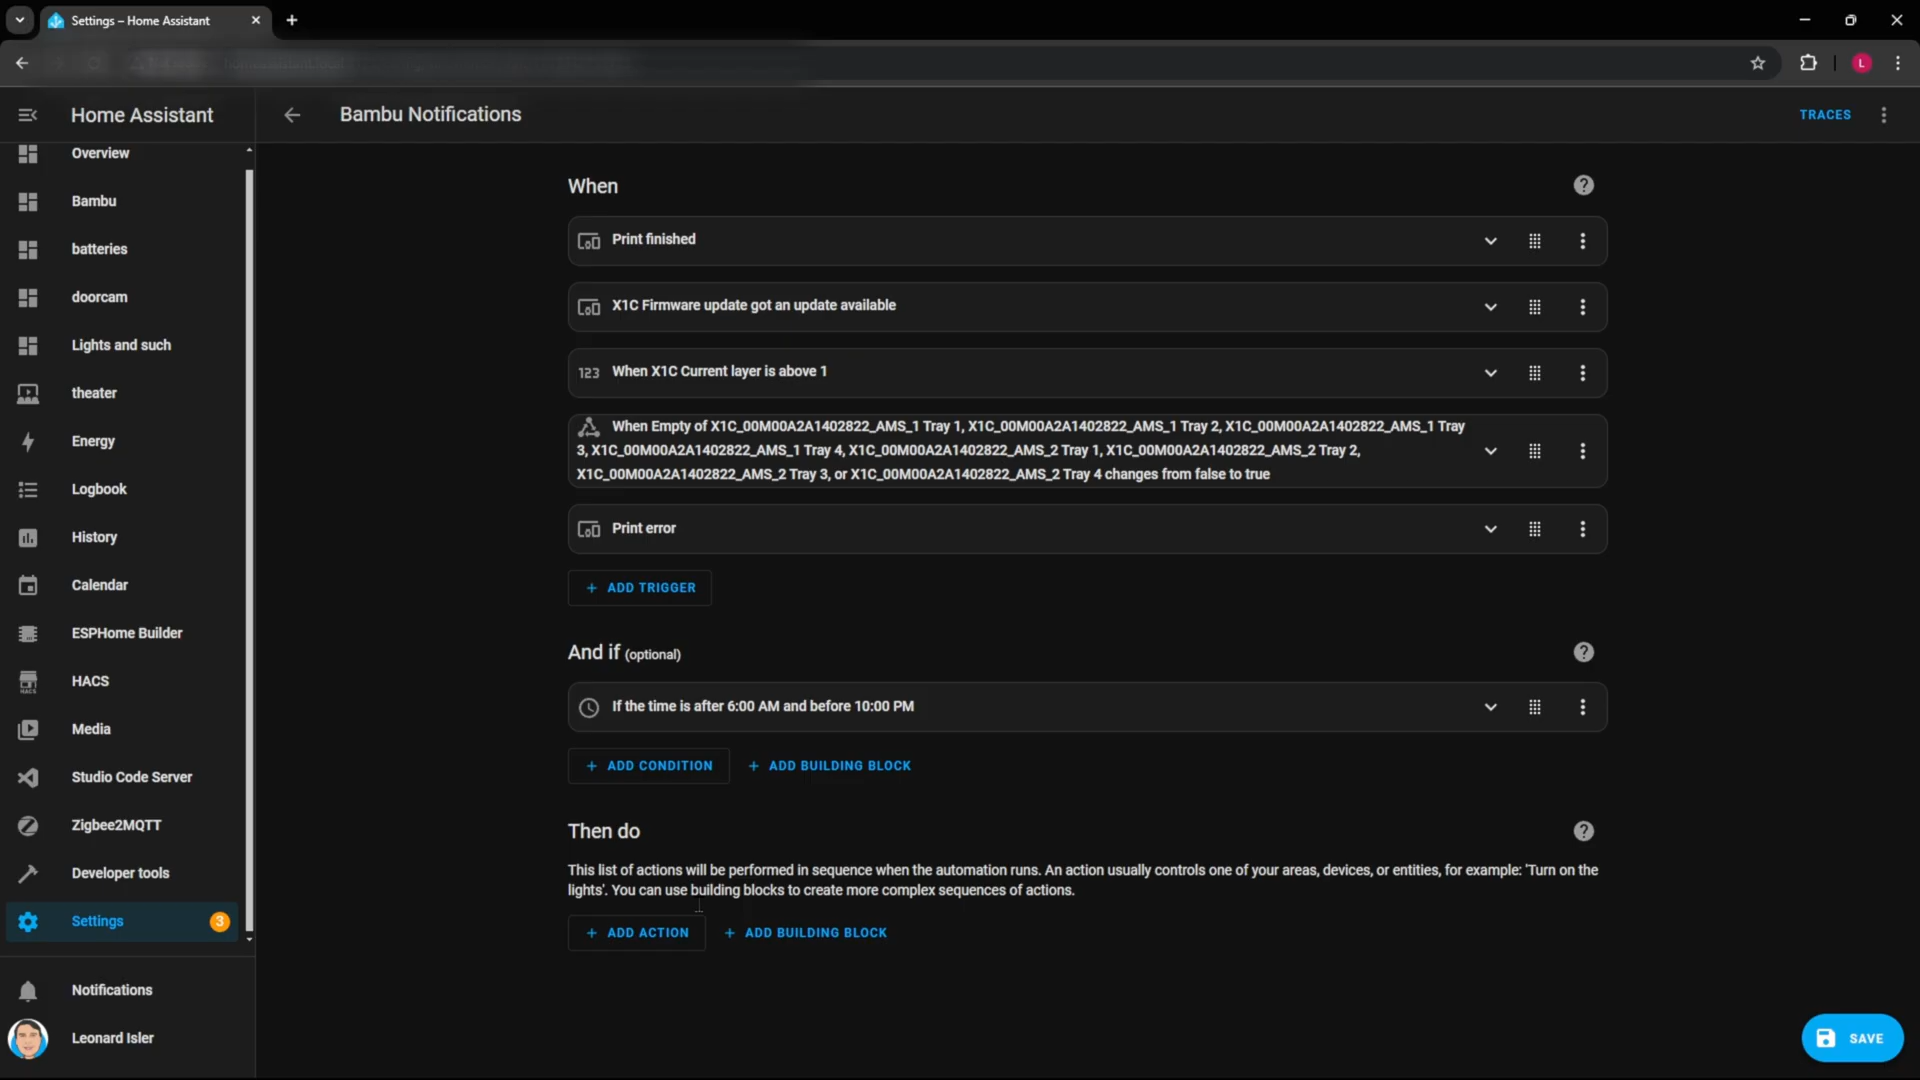 Settings – Home Assistant
Home Assistant
Bambu Notifications
TRACES
Overview
Bambu
batteries
doorcam
Lights and such
theater
Energy
Logbook
History
Calendar
ESPHome Builder
HACS
HACS
Media
Studio Code Server
Zigbee2MQTT
Developer tools
Settings
3
Notifications
Leonard Isler
When
Print finished
X1C Firmware update got an update available
123 When X1C Current layer is above 1
When Empty of X1C_00M00A2A1402822_AMS_1 Tray 1, X1C_00M00A2A1402822_AMS_1 Tray 2, X1C_00M00A2A1402822_AMS_1 Tray
3, X1C_00M00A2A1402822_AMS_1 Tray 4, X1C_00M00A2A1402822_AMS_2 Tray 1, X1C_00M00A2A1402822_AMS_2 Tray 2,
X1C_00M00A2A1402822_AMS_2 Tray 3, or X1C_00M00A2A1402822_AMS_2 Tray 4 changes from false to true
Print error
+ ADD TRIGGER
And if (optional)
If the time is after 6:00 AM and before 10:00 PM
+ ADD CONDITION + ADD BUILDING BLOCK
Then do
This list of actions will be performed in sequence when the automation runs. An action usually controls one of your areas, devices, or entities, for example: 'Turn on the
lights'. You can use building blocks to create more complex sequences of actions.
+ ADD ACTION + ADD BUILDING BLOCK
SAVE
L